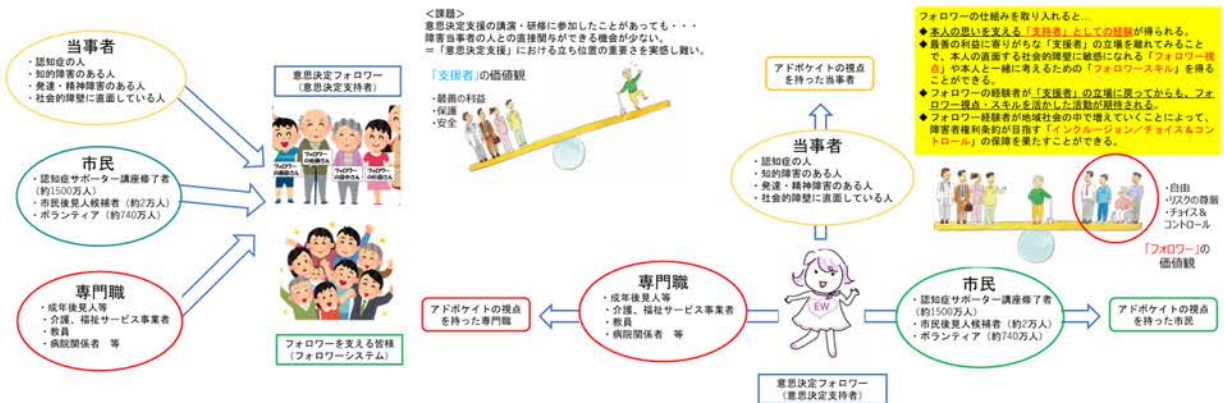 当事者
・認知症の人
・知的障害のある人
・発達・精神障害のある人
・社会的障壁に直面している人
市民
・認知症サポーター講座修了者
(約1500万人)
・市民後見人候補者(約2万人)
・ボランティア(約740万人)
専門職
・成年後見人等
・介護、福祉サービス事業者
・教員
・病院関係者 等
意思決定フォロワー
(意思決定支持者)
フォロワーを支える皆様
(フォロワーシステム)
<課題>
意思決定支援の講演・研修に参加したことがあっても・・・
障害当事者の人との直接関与ができる機会が少ない。
=「意思決定支援」における立ち位置の重要さを実感し難い。
「支援者」の価値観
・最善の利益
・保護
・安全
アドボケイトの視点
を持った当事者
当事者
・認知症の人
・知的障害のある人
・発達・精神障害のある人
・社会的障壁に直面している人
アドボケイトの視点
を持った専門職
専門職
・成年後見人等
・介護、福祉サービス事業者
・教員
・病院関係者 等
EW
意思決定フォロワー
(意思決定支持者)
市民
・認知症サポーター講座修了者
(約1500万人)
・市民後見人候補者(約2万人)
・ボランティア(約740万人)
アドボケイトの視点
を持った市民
フォロワーの仕組みを取り入れると…
◆本人の思いを支える「支持者」としての経験が得られる。
◆最善の利益に寄りがちな「支援者」の立場を離れてみること
で、本人の直面する社会的障壁に敏感になれる「フォロワー視
点」や本人と一緒に考えるための「フォロワースキル」を得る
ことができる。
◆フォロワーの経験者が「支援者」の立場に戻ってからも、フォ
ロワー視点・スキルを活かした活動が期待される。
◆フォロワー経験者が地域社会の中で増えていくことによって、
障害者権利条約が目指す「インクルージョン/チョイス&コン
トロール」の保障を果たすことができる。
・自由
・リスクの尊厳
・チョイス&
コントロール
「フォロワー」の
価値観